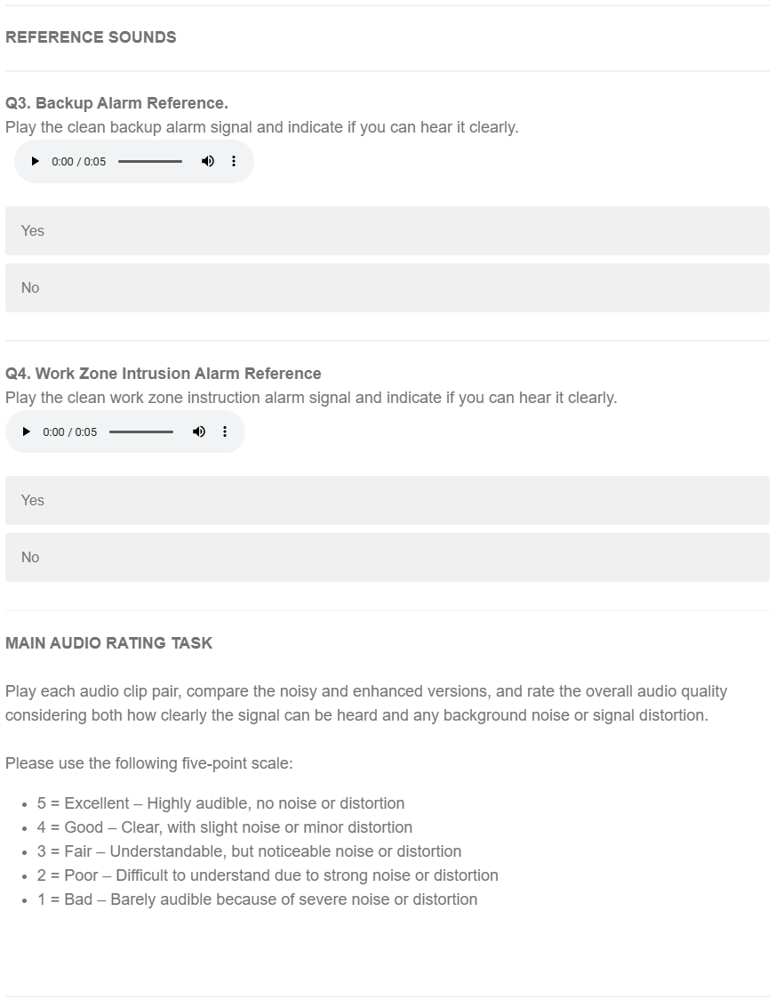 REFERENCE SOUNDS
Q3. Backup Alarm Reference.
Play the clean backup alarm signal and indicate if you can hear it clearly.
0:00 / 0:05
Yes
No
Q4. Work Zone Intrusion Alarm Reference
Play the clean work zone instruction alarm signal and indicate if you can hear it clearly.
0:00 / 0:05
Yes
No
MAIN AUDIO RATING TASK
Play each audio clip pair, compare the noisy and enhanced versions, and rate the overall audio quality
considering both how clearly the signal can be heard and any background noise or signal distortion.
Please use the following five-point scale:
• 5 = Excellent – Highly audible, no noise or distortion
• 4 = Good – Clear, with slight noise or minor distortion
• 3 = Fair – Understandable, but noticeable noise or distortion
• 2 = Poor – Difficult to understand due to strong noise or distortion
• 1 = Bad – Barely audible because of severe noise or distortion